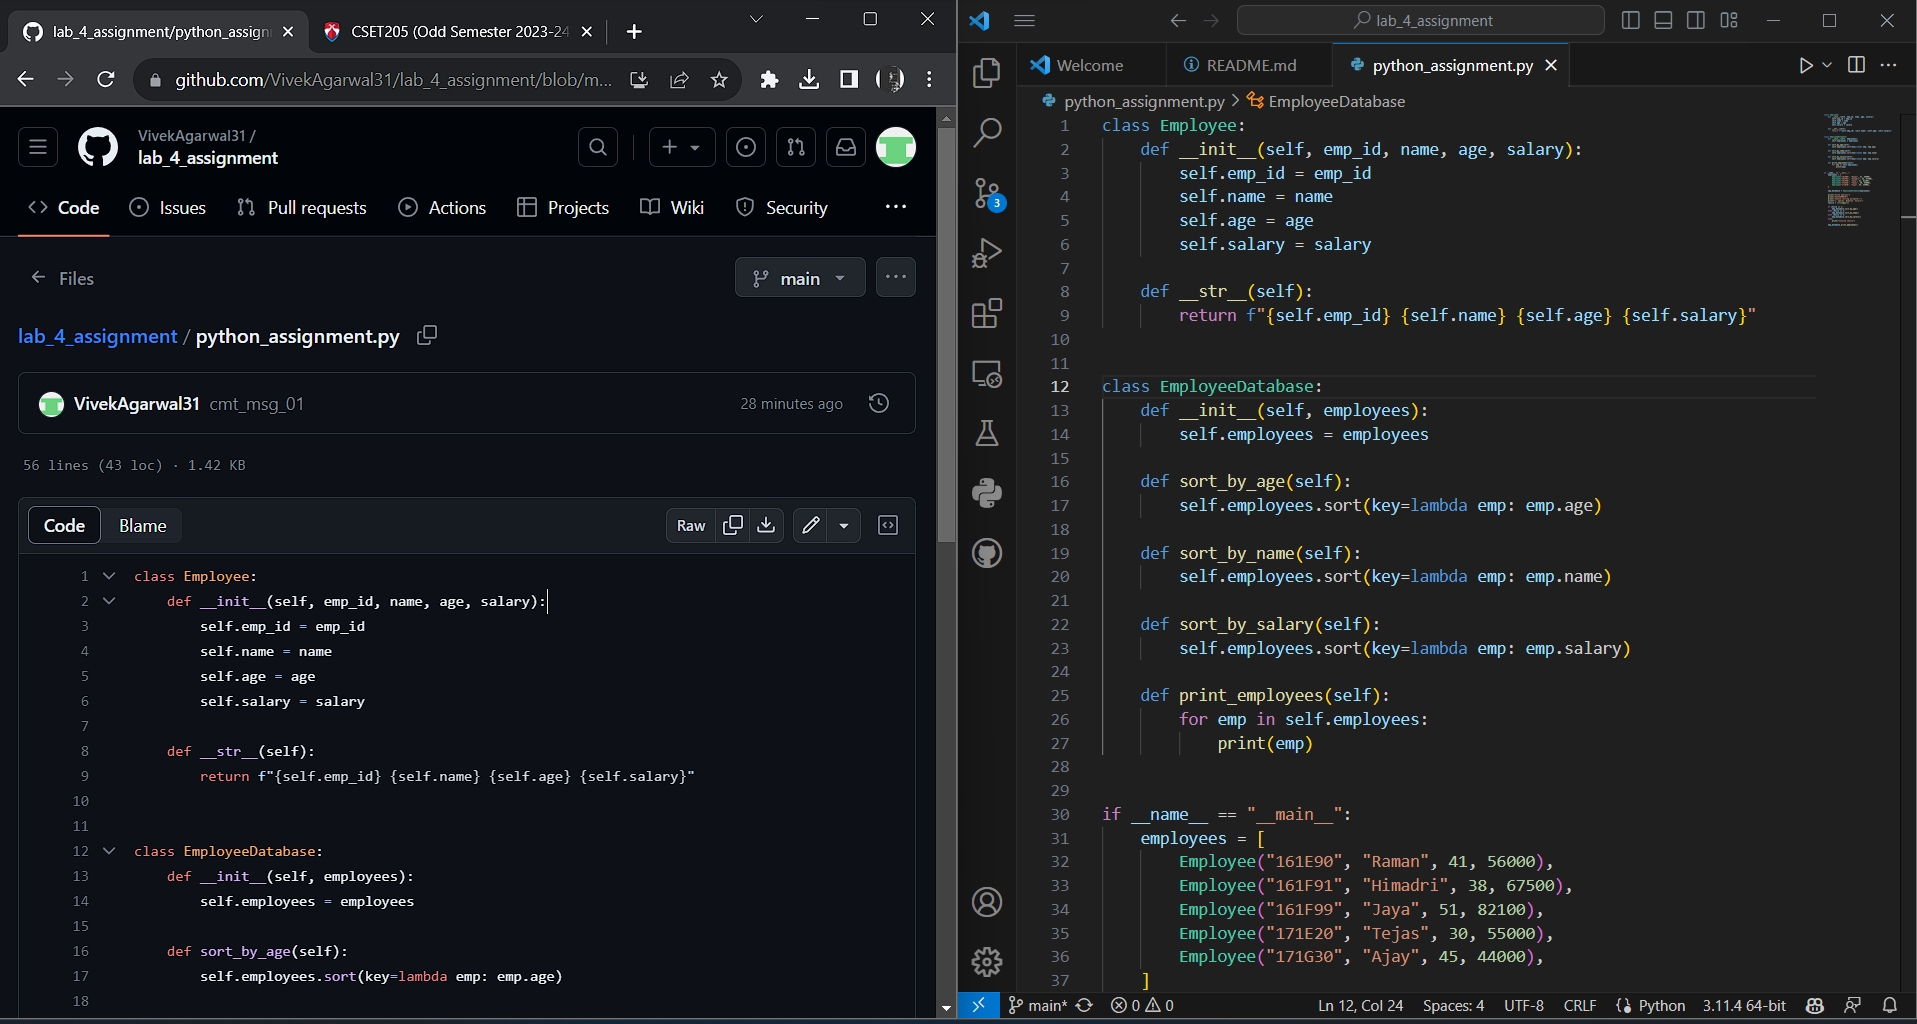 lab_4_assignment/python_assign
CSET205 (Odd Semester 2023-24
github.com/VivekAgarwal31/lab_4_assignment/blob/m...
VivekAgarwal31 /
lab_4_assignment
Code Issues Pull requests Actions Projects Wiki Security
Files
main
lab_4_assignment / python_assignment.py
VivekAgarwal31 cmt_msg_01 28 minutes ago
56 lines (43 loc) · 1.42 KB
Code Blame Raw
1 class Employee:
2 def __init__(self, emp_id, name, age, salary):
3 self.emp_id = emp_id
4 self.name = name
5 self.age = age
6 self.salary = salary
7
8 def __str__(self):
9 return f"{self.emp_id} {self.name} {self.age} {self.salary}"
10
11
12 class EmployeeDatabase:
13 def __init__(self, employees):
14 self.employees = employees
15
16 def sort_by_age(self):
17 self.employees.sort(key=lambda emp: emp.age)
18
lab_4_assignment
Welcome README.md python_assignment.py
python_assignment.py > EmployeeDatabase
1 class Employee:
2 def __init__(self, emp_id, name, age, salary):
3 self.emp_id = emp_id
4 self.name = name
5 self.age = age
6 self.salary = salary
7
8 def __str__(self):
9 return f"{self.emp_id} {self.name} {self.age} {self.salary}"
10
11
12 class EmployeeDatabase:
13 def __init__(self, employees):
14 self.employees = employees
15
16 def sort_by_age(self):
17 self.employees.sort(key=lambda emp: emp.age)
18
19 def sort_by_name(self):
20 self.employees.sort(key=lambda emp: emp.name)
21
22 def sort_by_salary(self):
23 self.employees.sort(key=lambda emp: emp.salary)
24
25 def print_employees(self):
26 for emp in self.employees:
27 print(emp)
28
29
30 if __name__ == "__main__":
31 employees = [
32 Employee("161E90", "Raman", 41, 56000),
33 Employee("161F91", "Himadri", 38, 67500),
34 Employee("161F99", "Jaya", 51, 82100),
35 Employee("171E20", "Tejas", 30, 55000),
36 Employee("171G30", "Ajay", 45, 44000),
37 ]
3
main* 0 0 Ln 12, Col 24 Spaces: 4 UTF-8 CRLF Python 3.11.4 64-bit